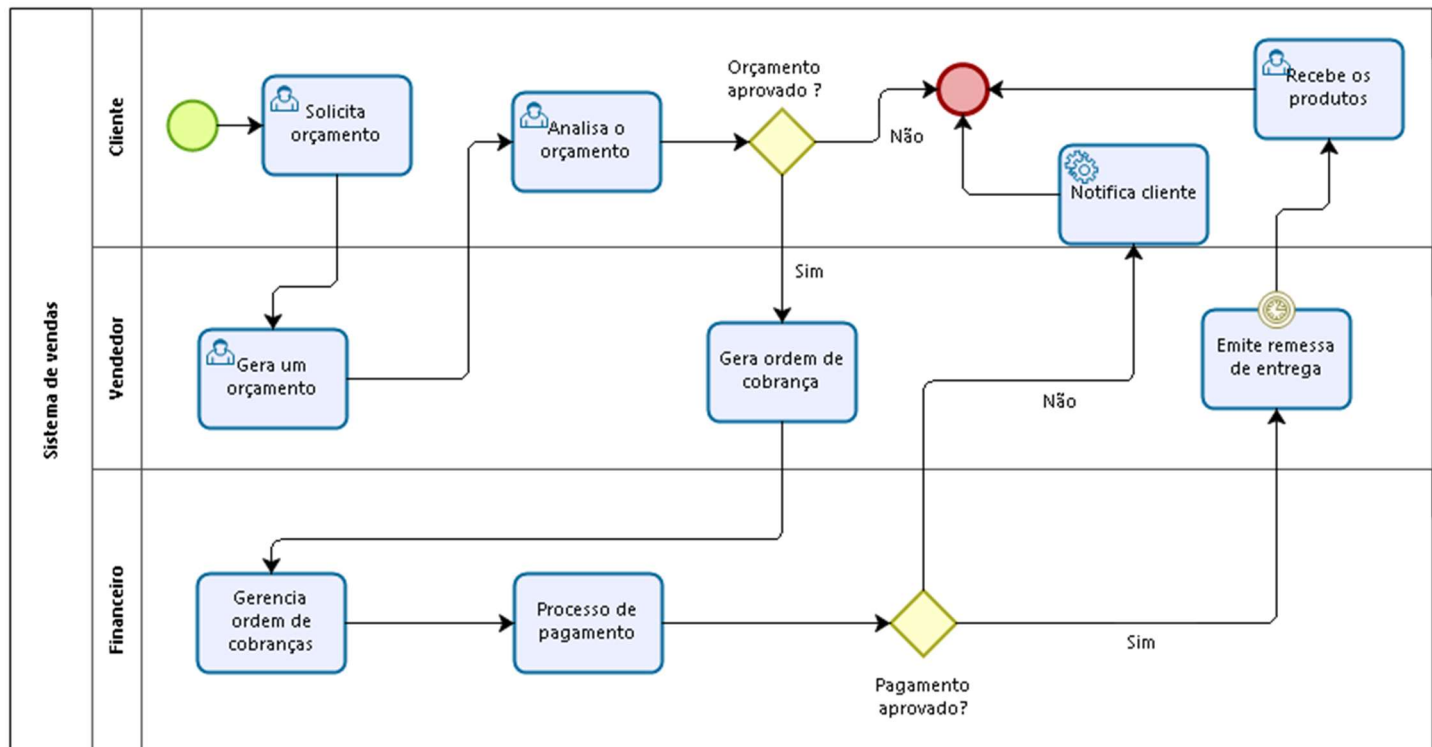 Sistema de vendas
Cliente
Solicita
orçamento
Analisa o
orçamento
Orçamento
aprovado ?
Não
Notifica cliente
Recebe os
produtos
Vendedor
Gera um
orçamento
Sim
Gera ordem de
cobrança
Não
Emite remessa
de entrega
Financeiro
Gerencia
ordem de
cobranças
Processo de
pagamento
Pagamento
aprovado?
Sim